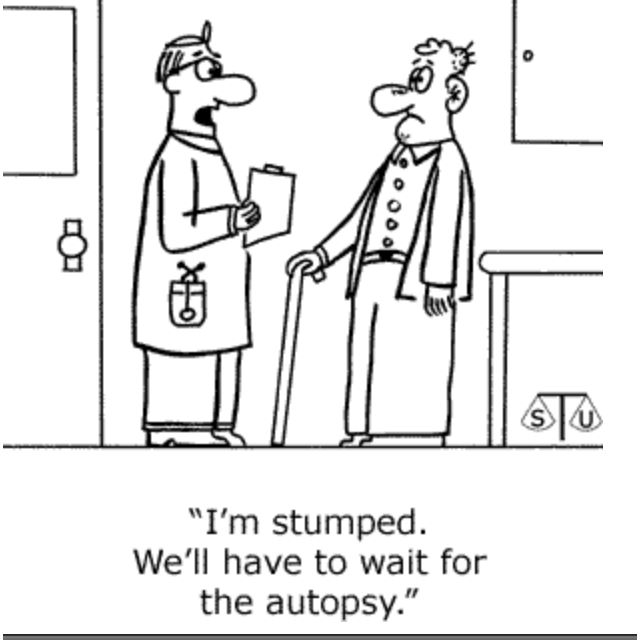 S U
“I’m stumped.
We’ll have to wait for
the autopsy.”